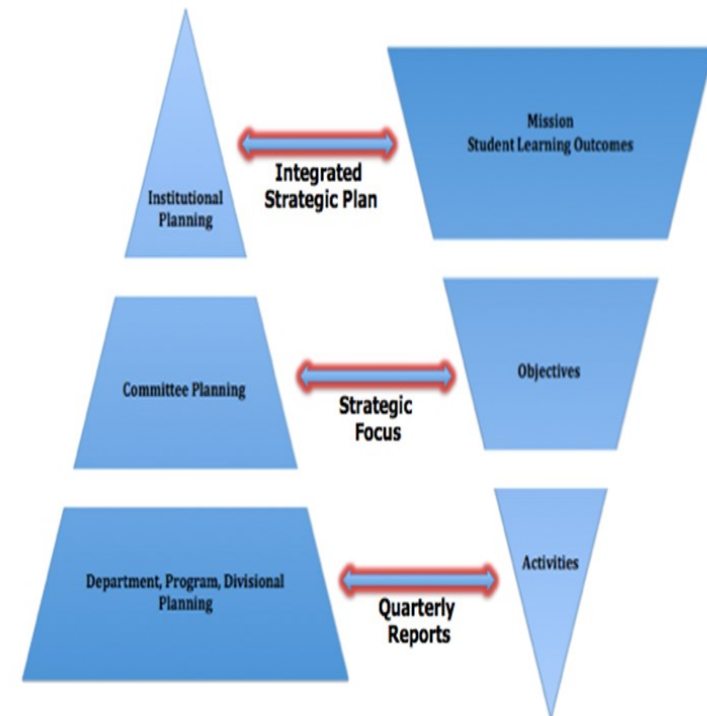 Mission
Student Learning Outcomes
Integrated
Strategic Plan
Institutional
Planning
Committee Planning
Strategic
Focus
Objectives
Department, Program, Divisional
Planning
Quarterly
Reports
Activities